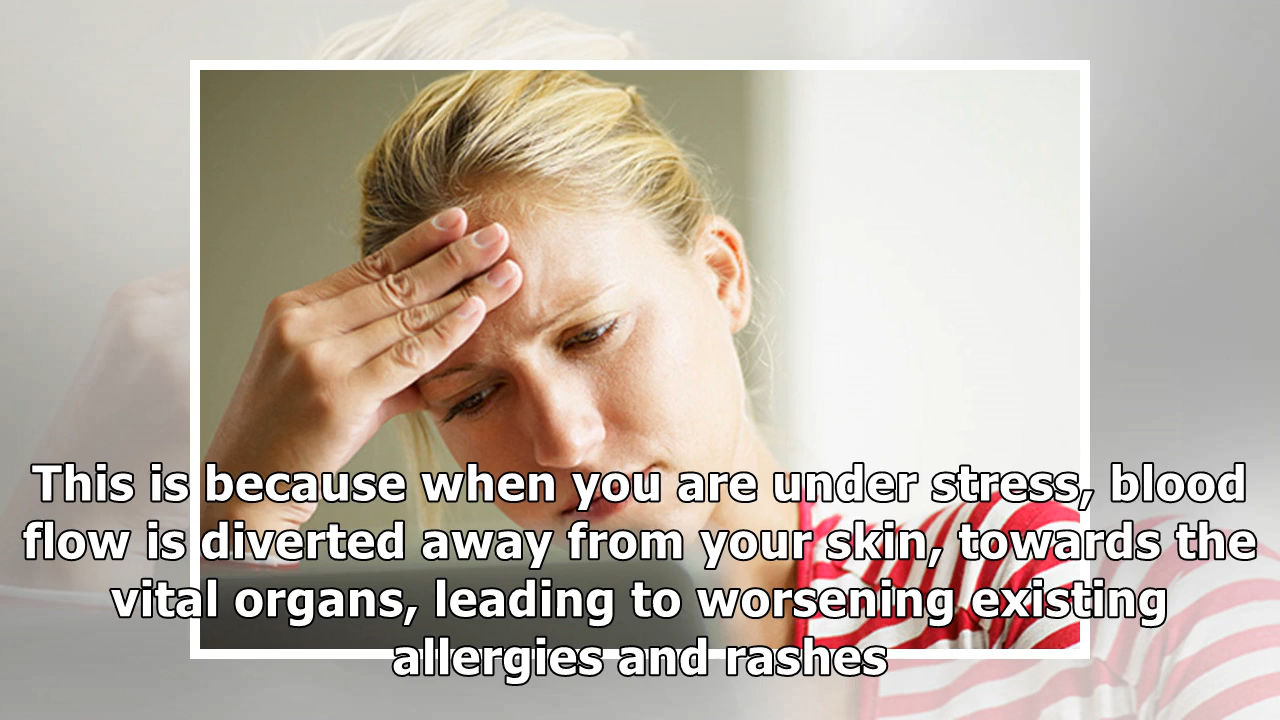 This is because when you are under stress, blood
flow is diverted away from your skin, towards the
vital organs, leading to worsening existing
allergies and rashes